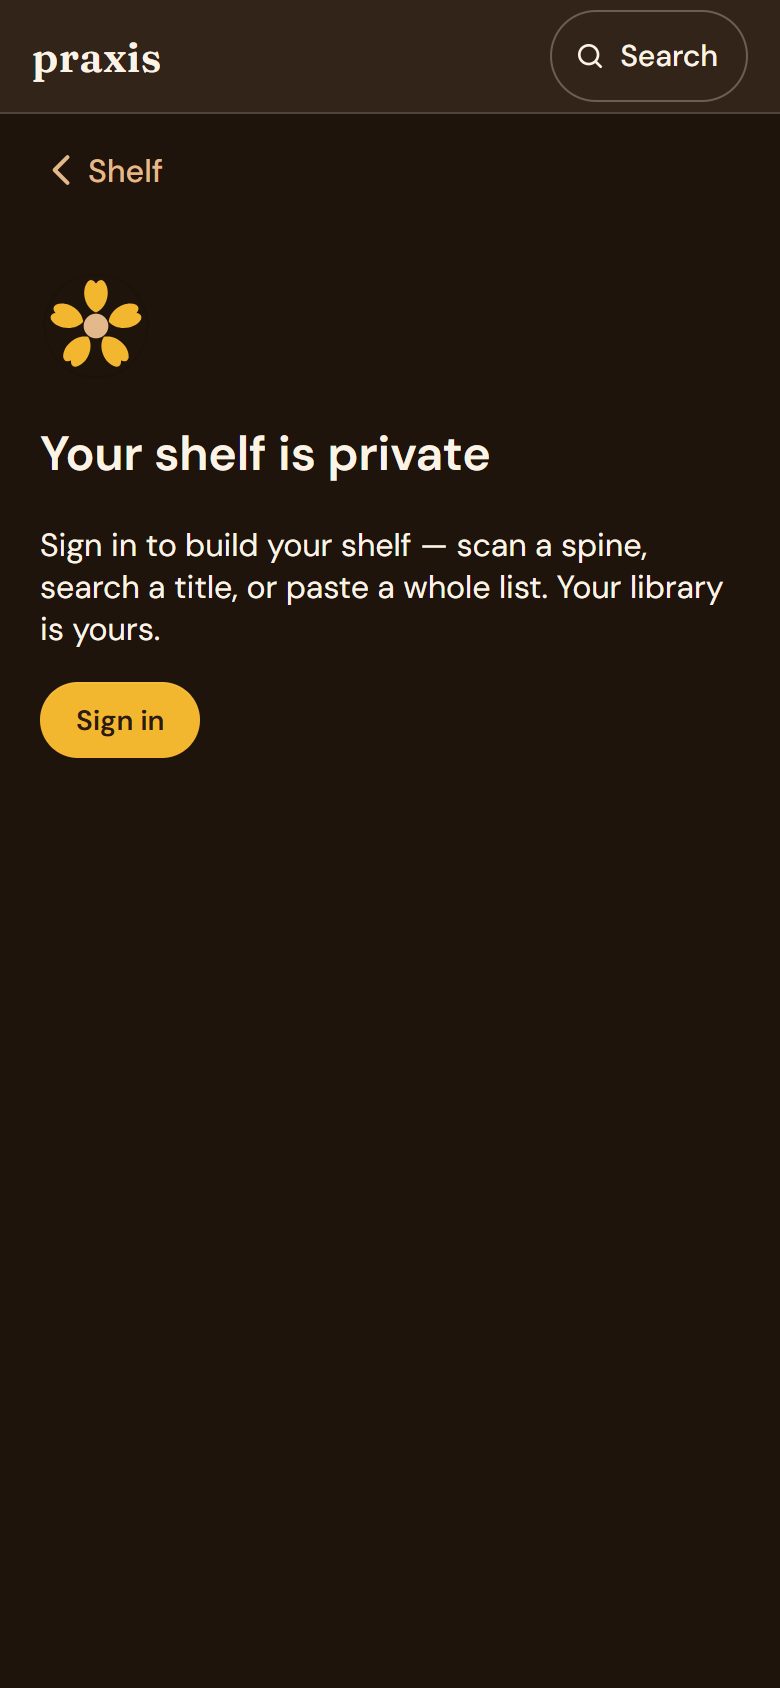 praxis
Search
Shelf
Your shelf is private
Sign in to build your shelf — scan a spine,
search a title, or paste a whole list. Your library
is yours.
Sign in